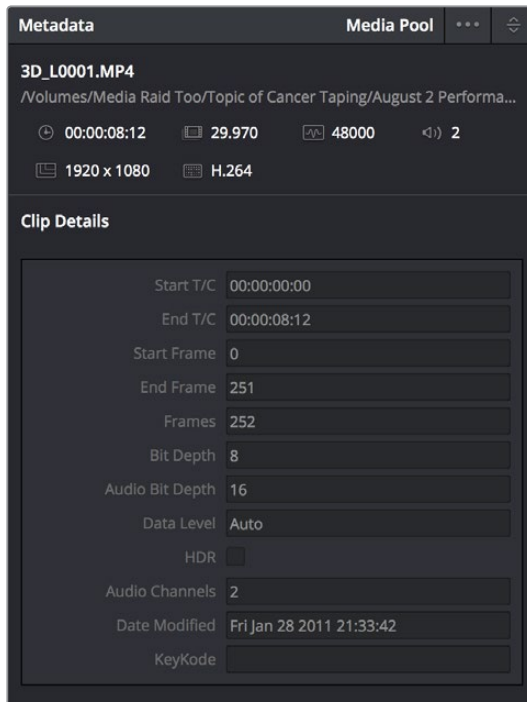 Metadata Media Pool •••
3D_L0001.MP4
/Volumes/Media Raid Too/Topic of Cancer Taping/August 2 Performa...
00:00:08:12 29.970 48000 2
1920 x 1080 H.264
Clip Details
Start T/C 00:00:00:00
End T/C 00:00:08:12
Start Frame 0
End Frame 251
Frames 252
Bit Depth 8
Audio Bit Depth 16
Data Level Auto
HDR
Audio Channels 2
Date Modified Fri Jan 28 2011 21:33:42
KeyKode